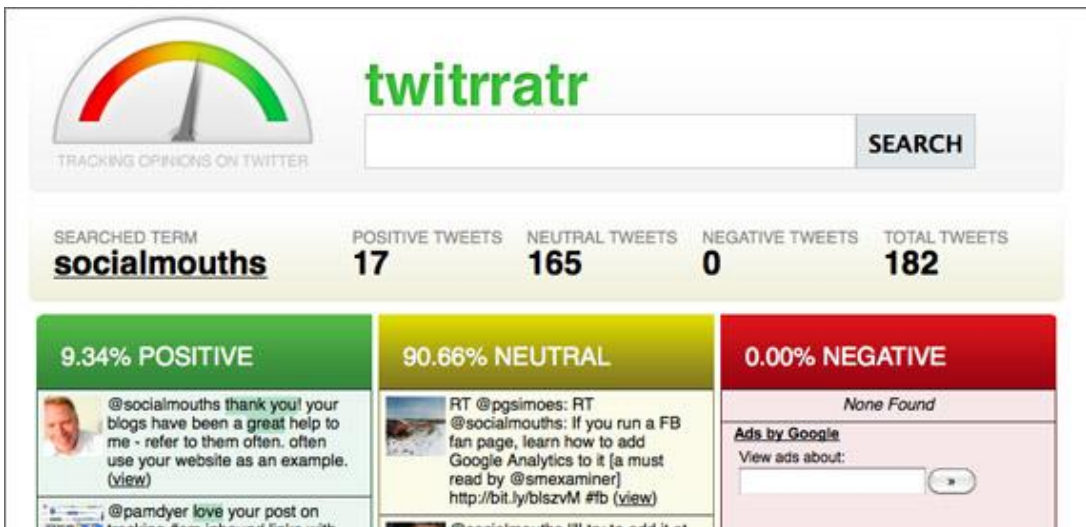 twitrratr
SEARCH
TRACKING OPINIONS ON TWITTER
SEARCHED TERM
socialmouths
POSITIVE TWEETS
17
NEUTRAL TWEETS
165
NEGATIVE TWEETS
0
TOTAL TWEETS
182
9.34% POSITIVE
@socialmouths thank you! your
blogs have been a great help to
me - refer to them often. often
use your website as an example.
(view)
@pamdyer love your post on
90.66% NEUTRAL
RT @pgsimoes: RT
@socialmouths: If you run a FB
fan page, learn how to add
Google Analytics to it [a must
read by @smexaminer]
http://bit.ly/blszvM #fb (view)
0.00% NEGATIVE
None Found
Ads by Google
View ads about:
»